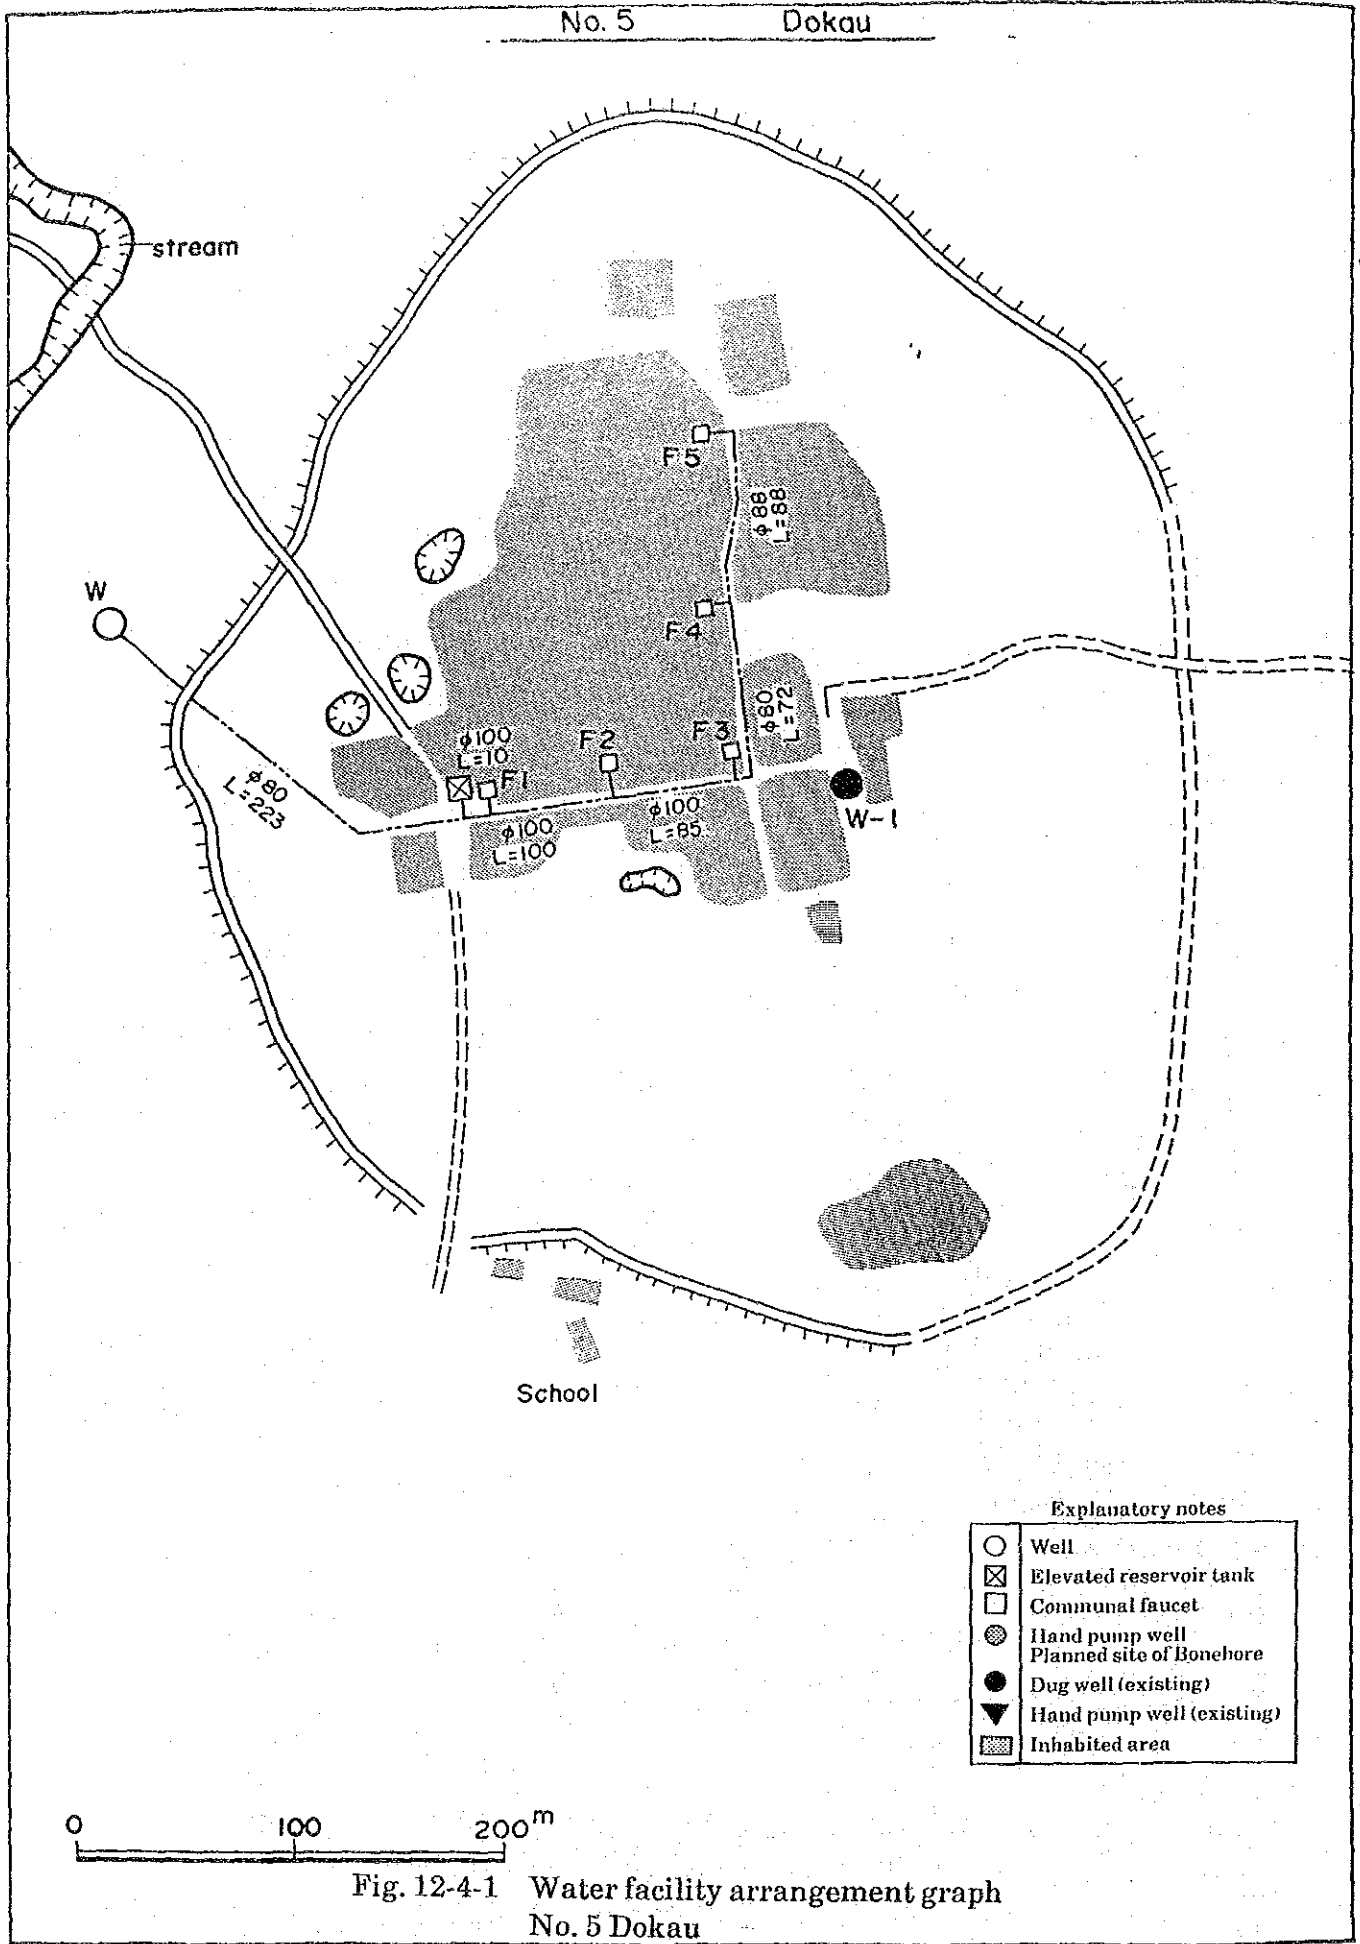 No. 5 Dokau
stream
F5
φ88
L=88
W
F4
φ80
L=72
φ100
L=10
F1
F2
F3
φ80
L=223
φ100
L=100
φ100
L=85
W-1
School
Explanatory notes
Well
Elevated reservoir tank
Communal faucet
Hand pump well
Planned site of Bonehore
Dug well (existing)
Hand pump well (existing)
Inhabited area
0 100 200m
Fig. 12-4-1 Water facility arrangement graph
No. 5 Dokau